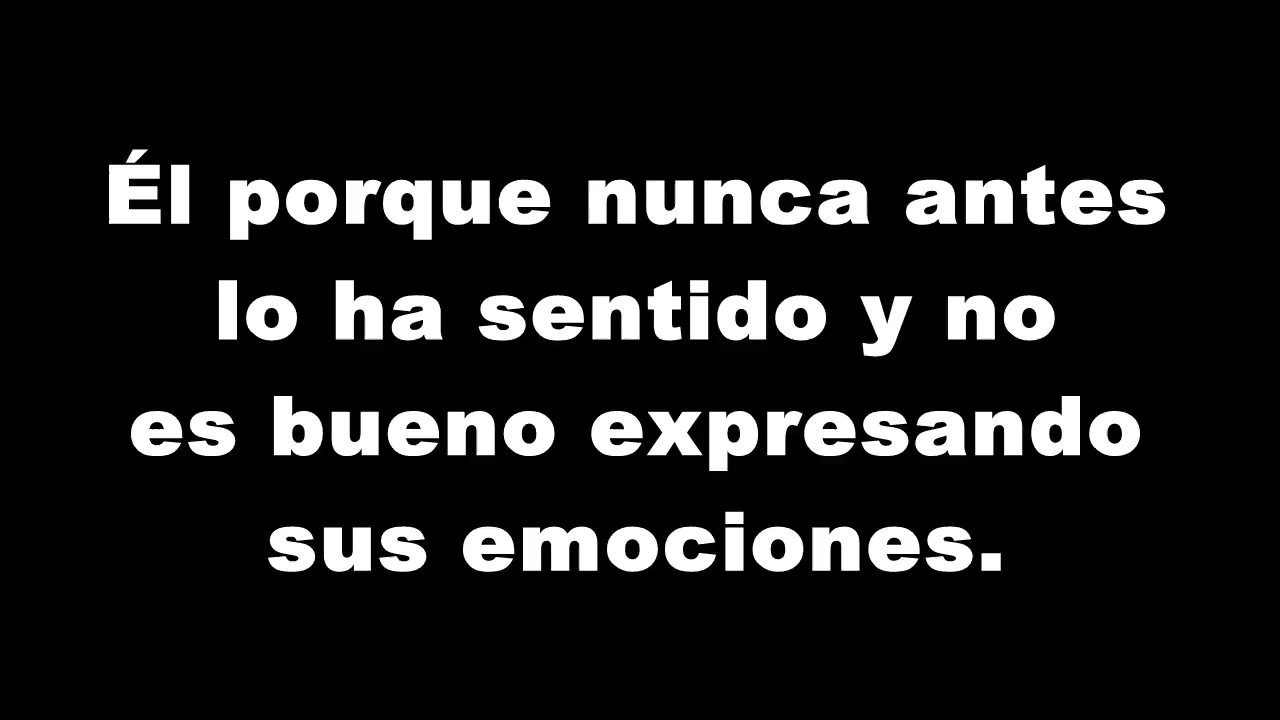 Él porque nunca antes
lo ha sentido y no
es bueno expresando
sus emociones.